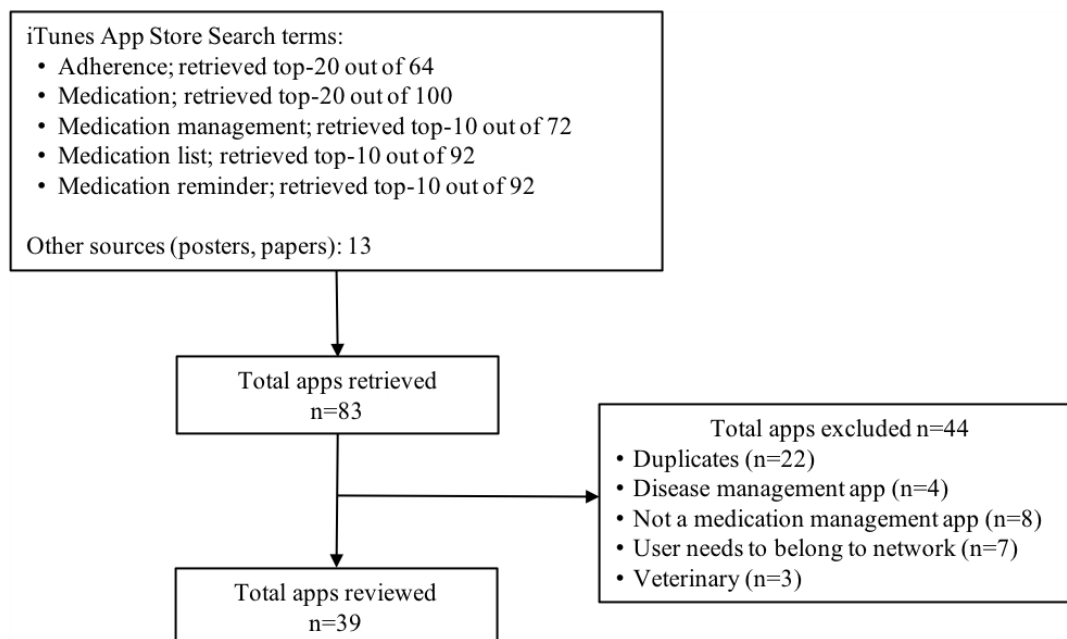 iTunes App Store Search terms:
• Adherence; retrieved top-20 out of 64
• Medication; retrieved top-20 out of 100
• Medication management; retrieved top-10 out of 72
• Medication list; retrieved top-10 out of 92
• Medication reminder; retrieved top-10 out of 92
Other sources (posters, papers): 13
Total apps retrieved
n=83
Total apps excluded n=44
• Duplicates (n=22)
• Disease management app (n=4)
• Not a medication management app (n=8)
• User needs to belong to network (n=7)
• Veterinary (n=3)
Total apps reviewed
n=39